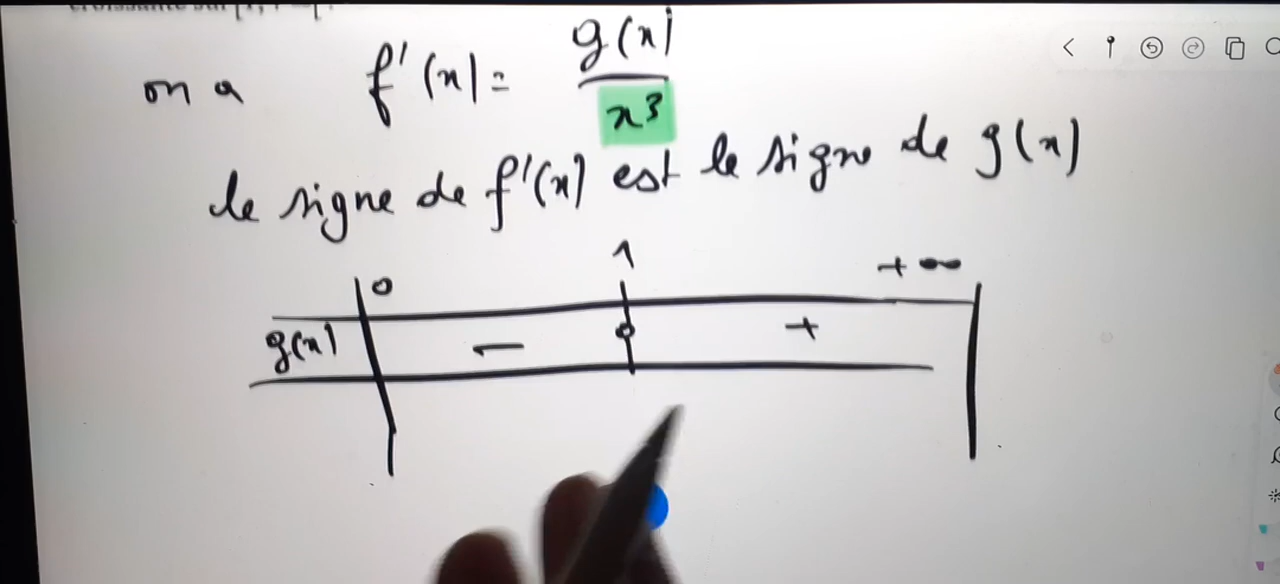 on a f'(x) = g(x) / x³
le signe de f'(x) est le signe de g(x)
0 1 +∞
g(x) − 0 +